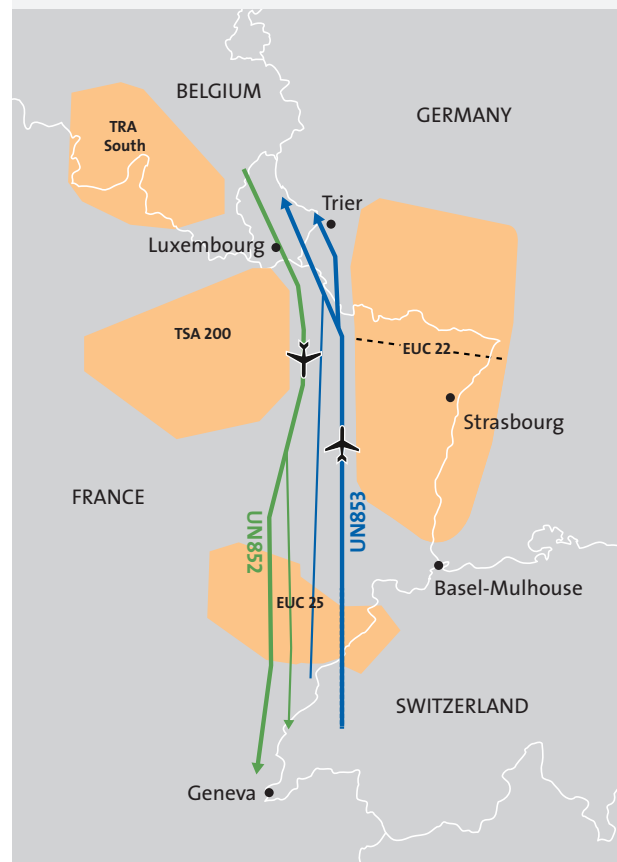 BELGIUM
GERMANY
TRA
South
Trier
Luxembourg
TSA 200
EUC 22
Strasbourg
FRANCE
UN852
UN853
Basel-Mulhouse
EUC 25
SWITZERLAND
Geneva